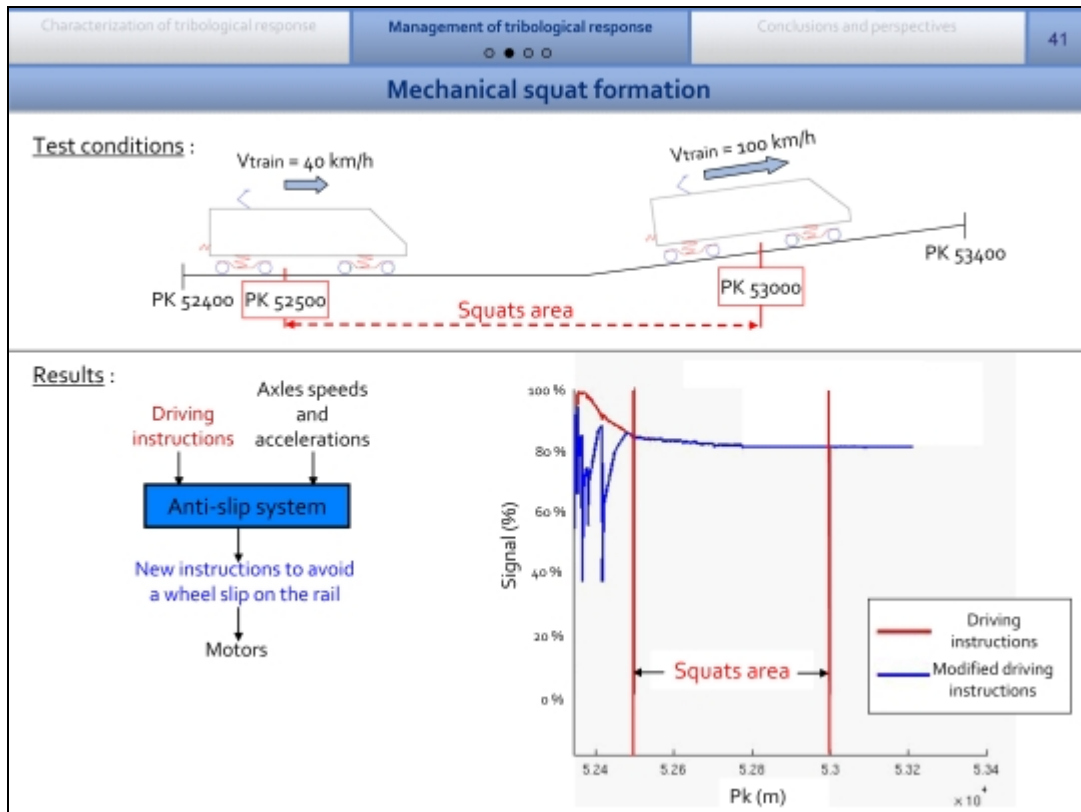 Characterization of tribological response
Management of tribological response
Conclusions and perspectives
41
Mechanical squat formation
Test conditions :
Vtrain = 40 km/h
Vtrain = 100 km/h
PK 52400
PK 52500
PK 53000
PK 53400
Squats area
Results :
Driving
instructions
Axles speeds
and
accelerations
Anti-slip system
New instructions to avoid
a wheel slip on the rail
Motors
Signal (%)
100 %
80 %
60 %
40 %
20 %
0 %
Squats area
Driving
instructions
Modified driving
instructions
5.24
5.26
5.28
5.3
5.32
5.34
Pk (m)
× 10⁴